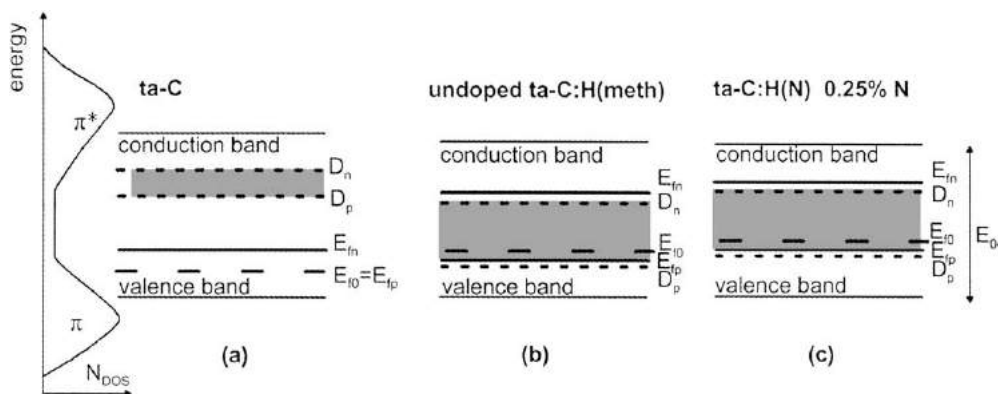 energy
ta-C
undoped ta-C:H(meth)
ta-C:H(N) 0.25% N
π*
conduction band
D_n
D_p
E_fn
E_f0=E_fp
valence band
π
N_DOS
(a)
conduction band
E_fn
D_n
E_f0
E_fp
D_p
valence band
(b)
conduction band
E_fn
D_n
E_f0
E_fp
D_p
valence band
(c)